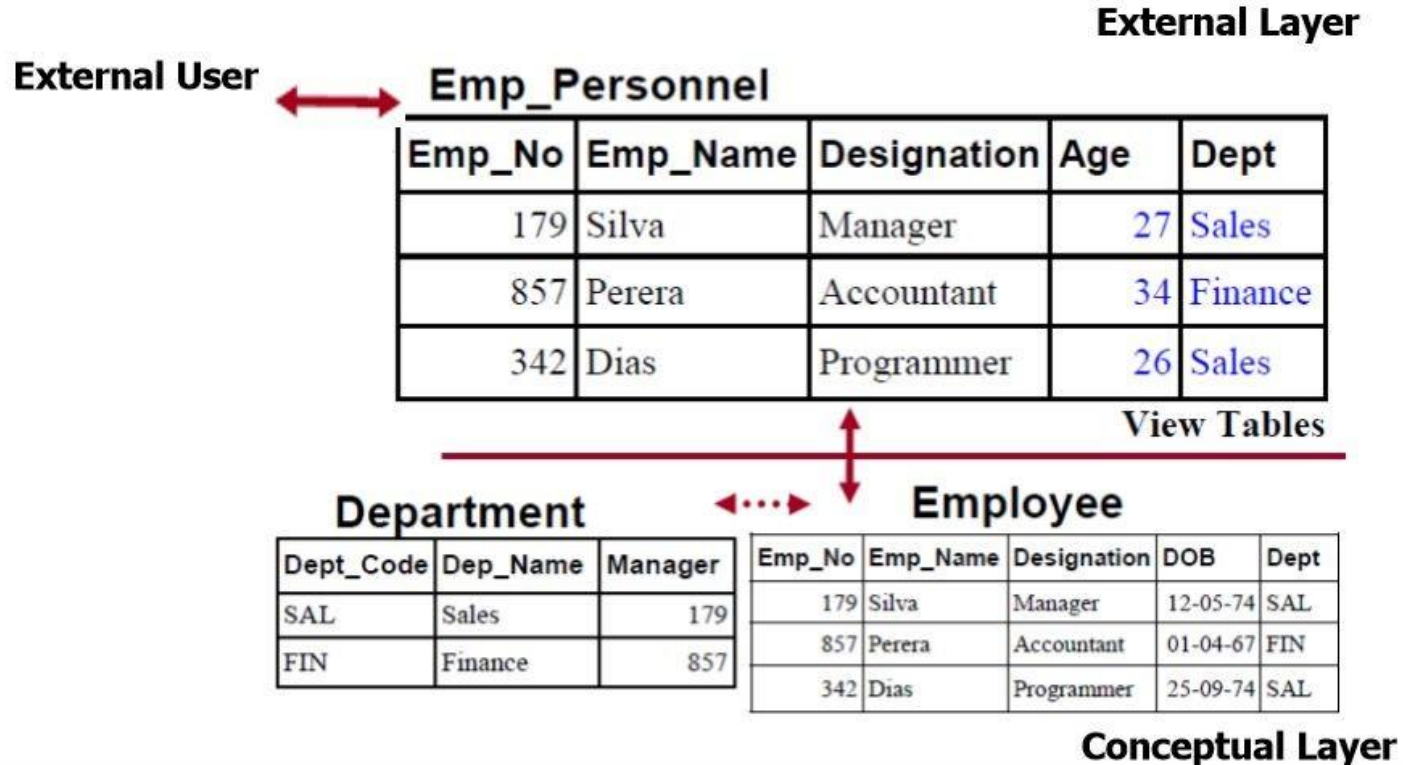 External Layer
External User
Emp_Personnel
Emp_No Emp_Name Designation Age Dept
179 Silva Manager 27 Sales
857 Perera Accountant 34 Finance
342 Dias Programmer 26 Sales
View Tables
Department
Dept_Code Dep_Name Manager
SAL Sales 179
FIN Finance 857
Employee
Emp_No Emp_Name Designation DOB Dept
179 Silva Manager 12-05-74 SAL
857 Perera Accountant 01-04-67 FIN
342 Dias Programmer 25-09-74 SAL
Conceptual Layer